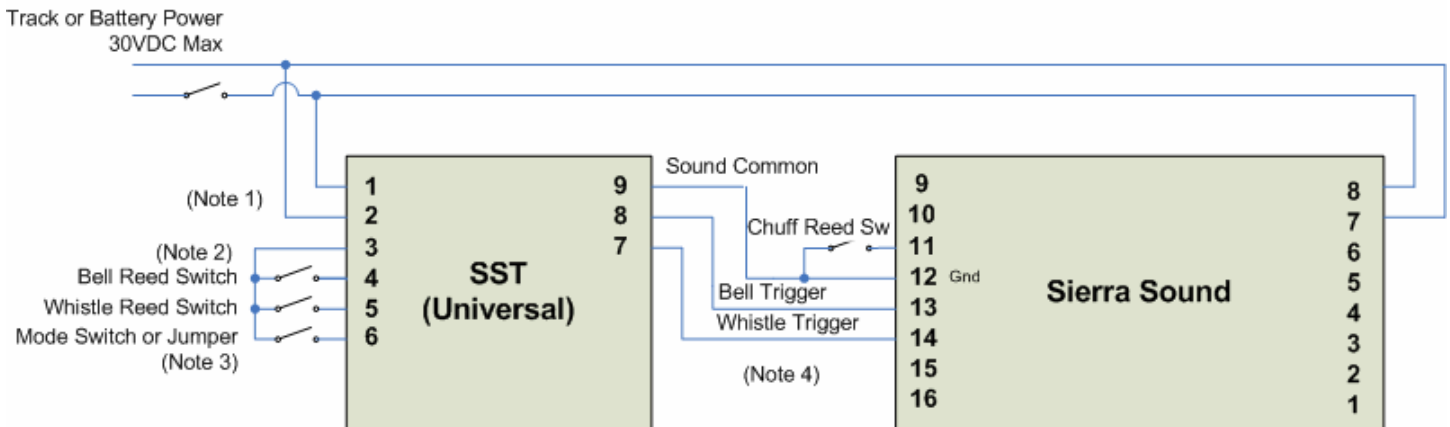 Track or Battery Power
30VDC Max
(Note 1)
(Note 2)
Bell Reed Switch
Whistle Reed Switch
Mode Switch or Jumper
(Note 3)
1
2
3
4
5
6
SST
(Universal)
9
8
7
Sound Common
Chuff Reed Sw
Bell Trigger
Whistle Trigger
(Note 4)
9
10
11
12 Gnd
13
14
15
16
Sierra Sound
8
7
6
5
4
3
2
1